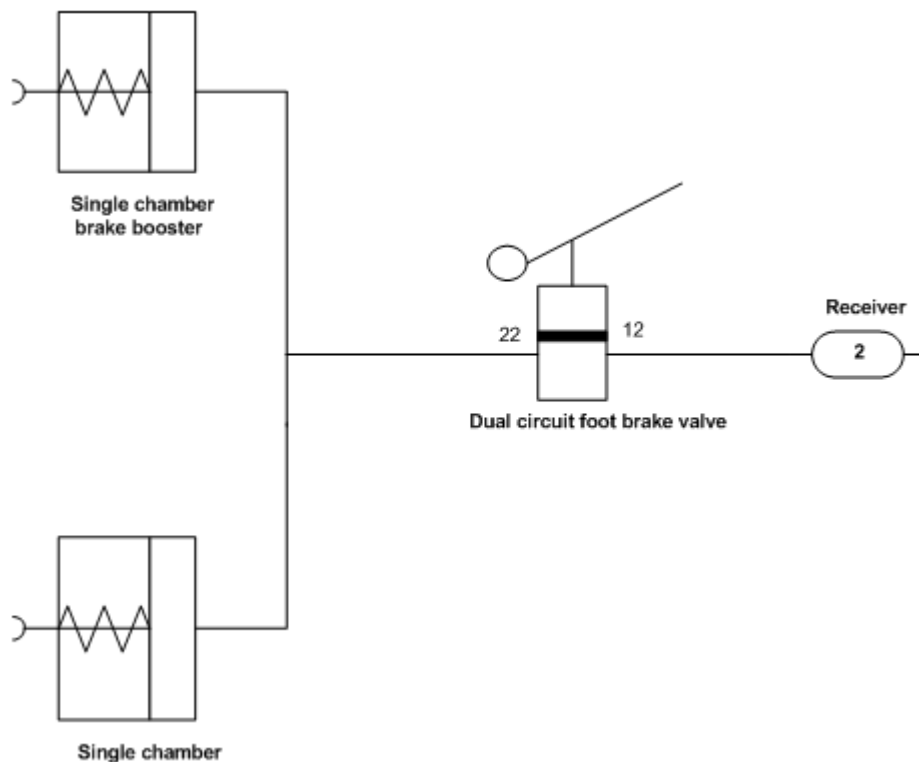 Single chamber
brake booster
22
12
Receiver
2
Dual circuit foot brake valve
Single chamber